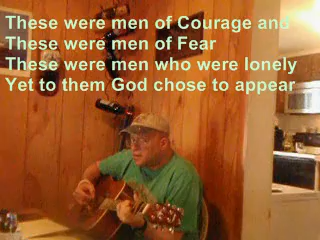 These were men of Courage and
These were men of Fear
These were men who were lonely
Yet to them God chose to appear